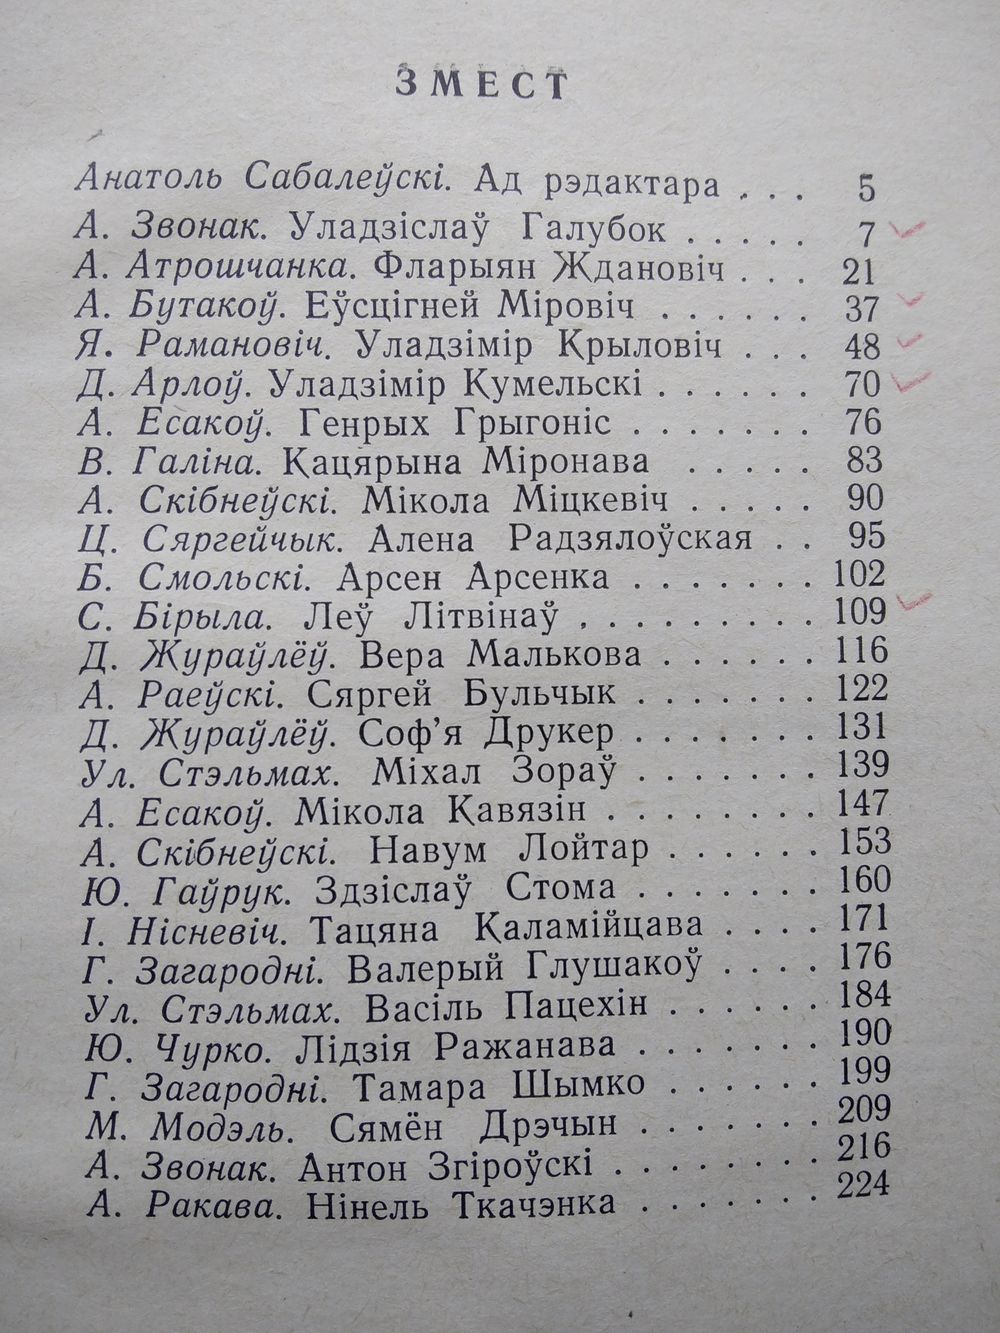 ЗМЕСТ
Анатоль Сабалеўскі. Ад рэдактара . . . 5
А. Звонак. Уладзіслаў Галубок . . . . . 7
А. Атрошчанка. Фларыян Ждановіч . . . 21
А. Бутакоў. Еўсцігней Міровіч . . . . . . 37
Я. Рамановіч. Уладзімір Крыловіч . . . 48
Д. Арлоў. Уладзімір Кумельскі . . . . . . 70
А. Есакоў. Генрых Грыгоніс . . . . . . . 76
В. Галіна. Кацярына Міронава . . . . . 83
А. Скібнеўскі. Мікола Міцкевіч . . . . . 90
Ц. Сяргейчык. Алена Радзялоўская . . 95
Б. Смольскі. Арсен Арсенка . . . . . . . 102
С. Бірыла. Леў Літвінаў . . . . . . . . . 109
Д. Жураўлёў. Вера Малькова . . . . . . 116
А. Раеўскі. Сяргей Бульчык . . . . . . . 122
Д. Жураўлёў. Соф'я Друкер . . . . . . . 131
Ул. Стэльмах. Міхал Зораў . . . . . . . 139
А. Есакоў. Мікола Кавязін . . . . . . . . 147
А. Скібнеўскі. Навум Лойтар . . . . . . 153
Ю. Гаўрук. Здзіслаў Стома . . . . . . . 160
І. Нісневіч. Тацяна Каламійцава . . . . 171
Г. Загародні. Валерый Глушакоў . . . . 176
Ул. Стэльмах. Васіль Пацехін . . . . . . 184
Ю. Чурко. Лідзія Ражанава . . . . . . . 190
Г. Загародні. Тамара Шымко . . . . . . 199
М. Модэль. Сямён Дрэчын . . . . . . . 209
А. Звонак. Антон Згіроўскі . . . . . . . 216
А. Ракава. Нінель Ткачэнка . . . . . . . 224